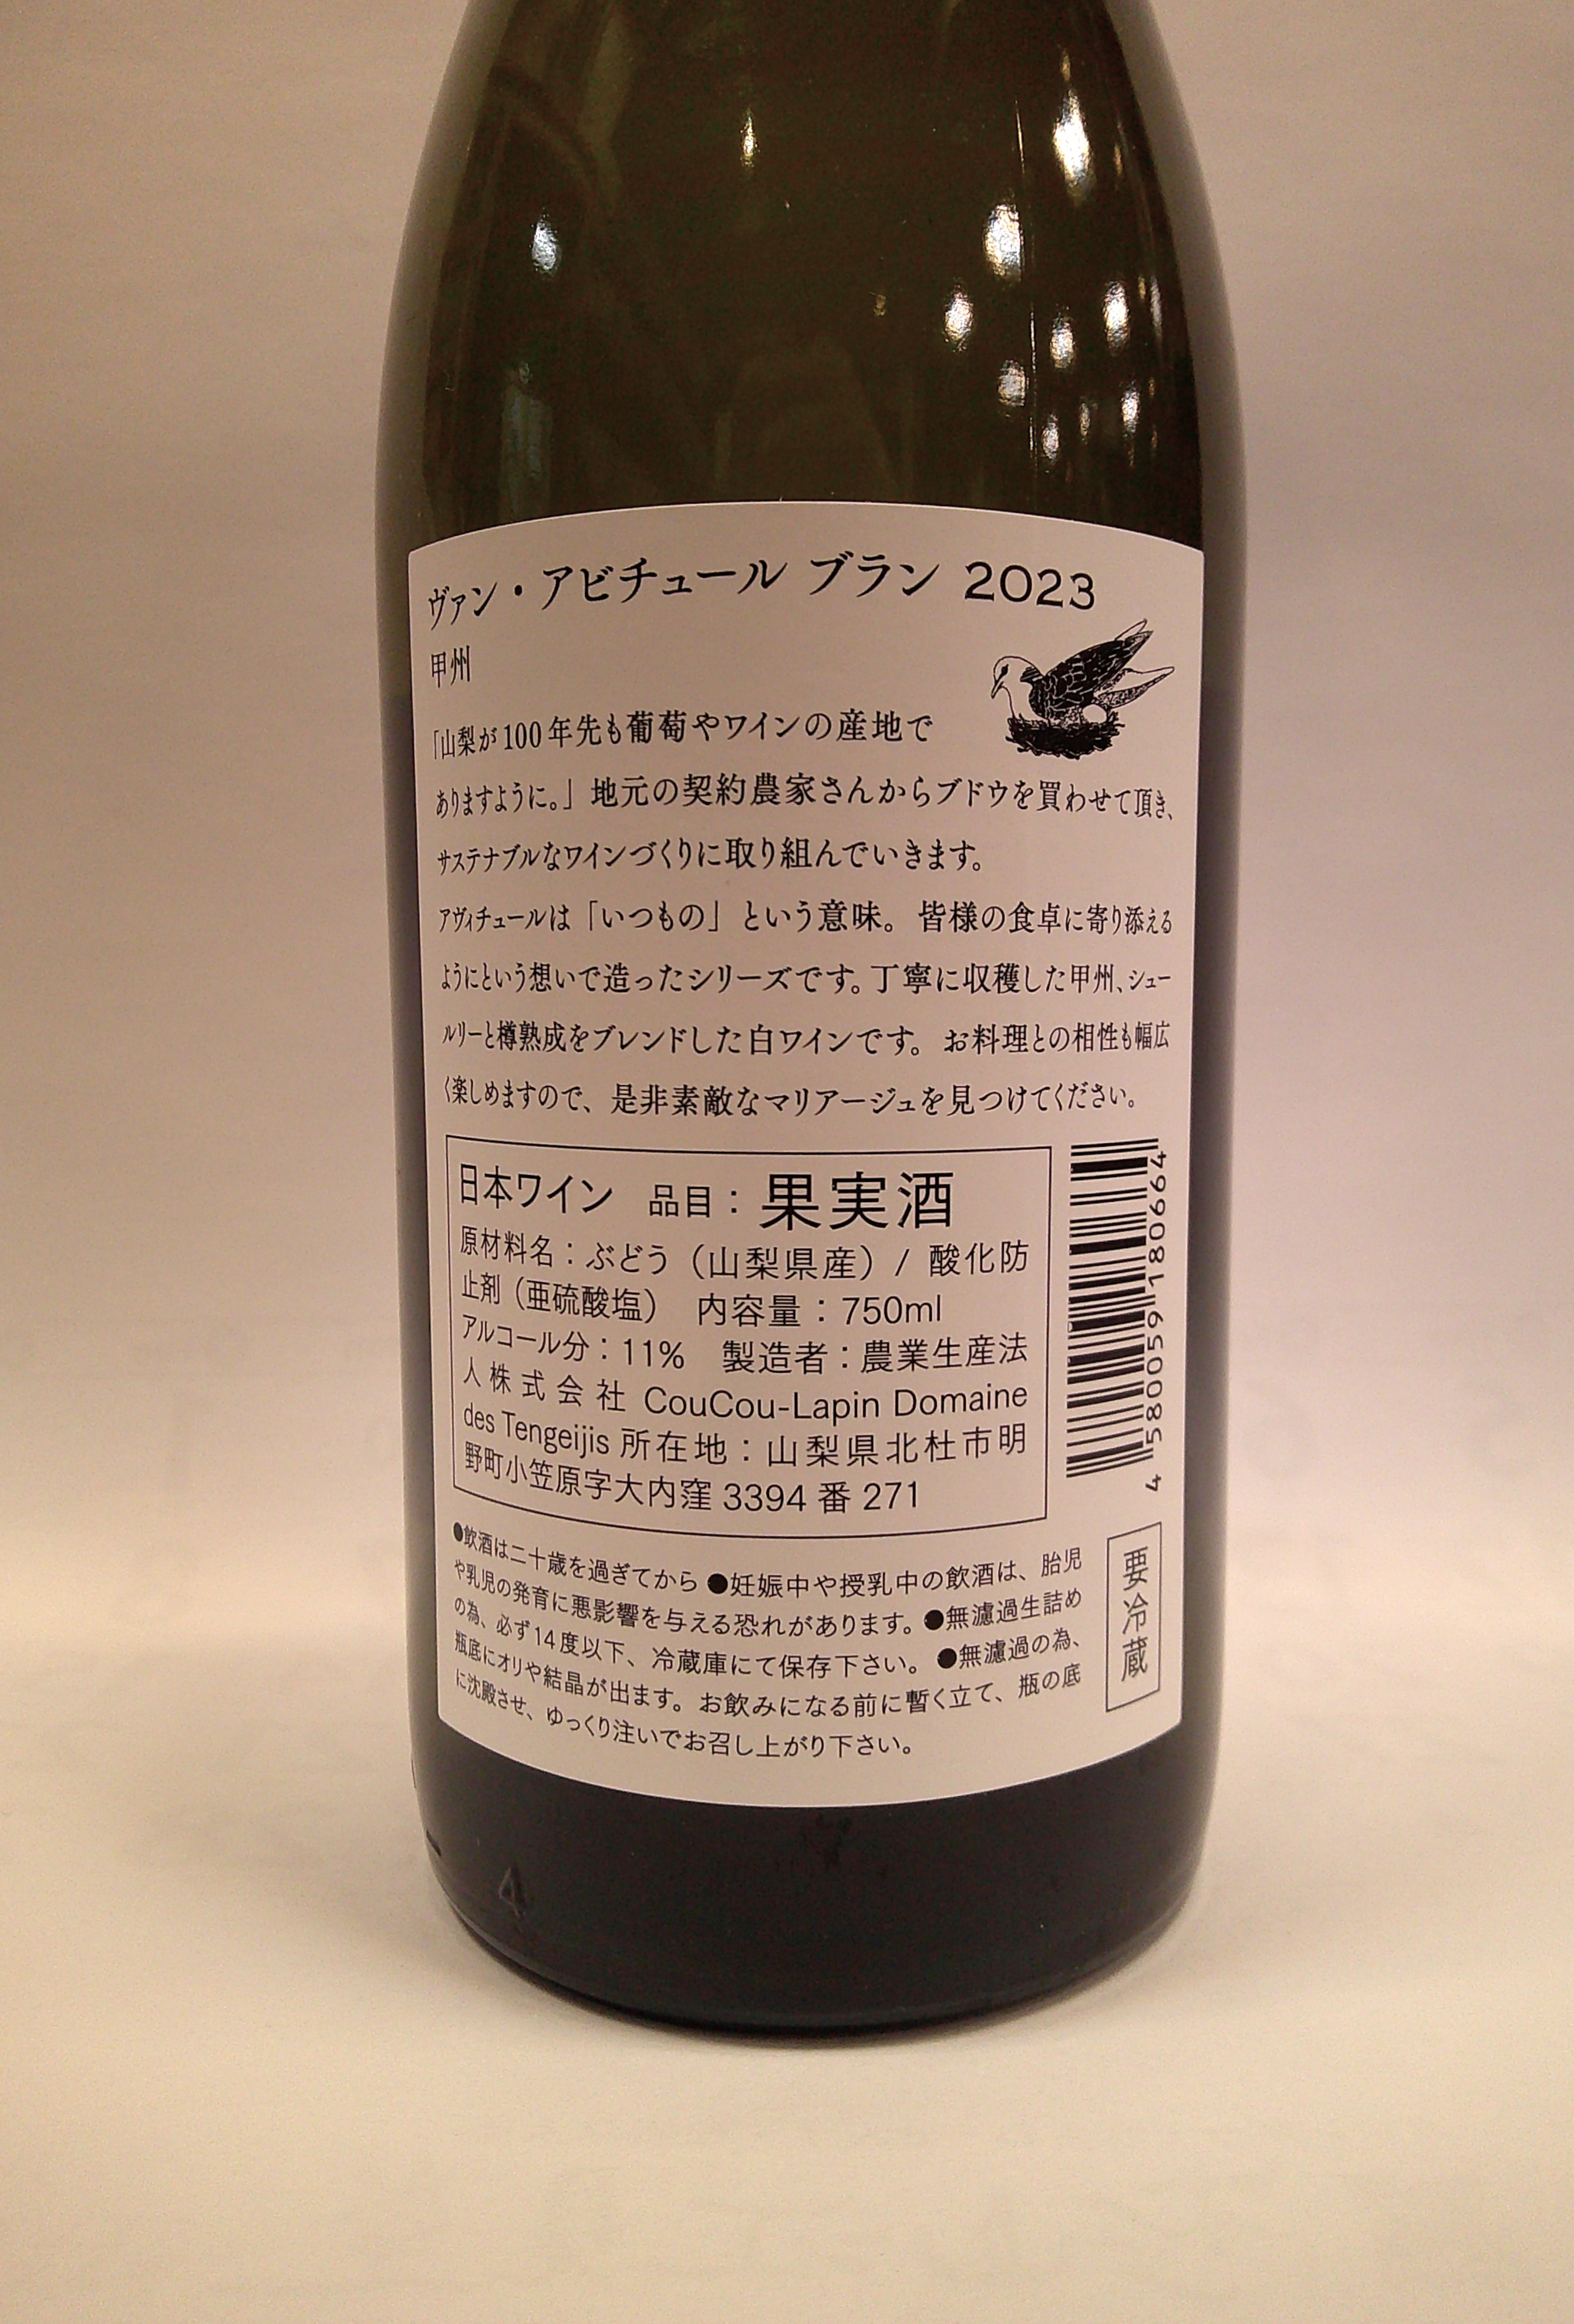 ヴァン・アビチュール ブラン 2023
甲州
「山梨が100年先も葡萄やワインの産地で
ありますように。」地元の契約農家さんからブドウを買わせて頂き、
サステナブルなワインづくりに取り組んでいきます。
アヴィチュールは「いつもの」という意味。皆様の食卓に寄り添える
ようにという想いで造ったシリーズです。丁寧に収穫した甲州、シュー
ルリーと樽熟成をブレンドした白ワインです。お料理との相性も幅広
く楽しめますので、是非素敵なマリアージュを見つけてください。
日本ワイン 品目：果実酒
原材料名：ぶどう（山梨県産）/ 酸化防
止剤（亜硫酸塩） 内容量：750ml
アルコール分：11% 製造者：農業生産法
人株式会社 CouCou-Lapin Domaine
des Tengeijis 所在地：山梨県北杜市明
野町小笠原字大内窪 3394 番 271
4 580059 180664
●飲酒は二十歳を過ぎてから ●妊娠中や授乳中の飲酒は、胎児
や乳児の発育に悪影響を与える恐れがあります。●無濾過生詰め
の為、必ず14度以下、冷蔵庫にて保存下さい。●無濾過の為、
瓶底にオリや結晶が出ます。お飲みになる前に暫く立て、瓶の底
に沈殿させ、ゆっくり注いでお召し上がり下さい。
要冷蔵
4